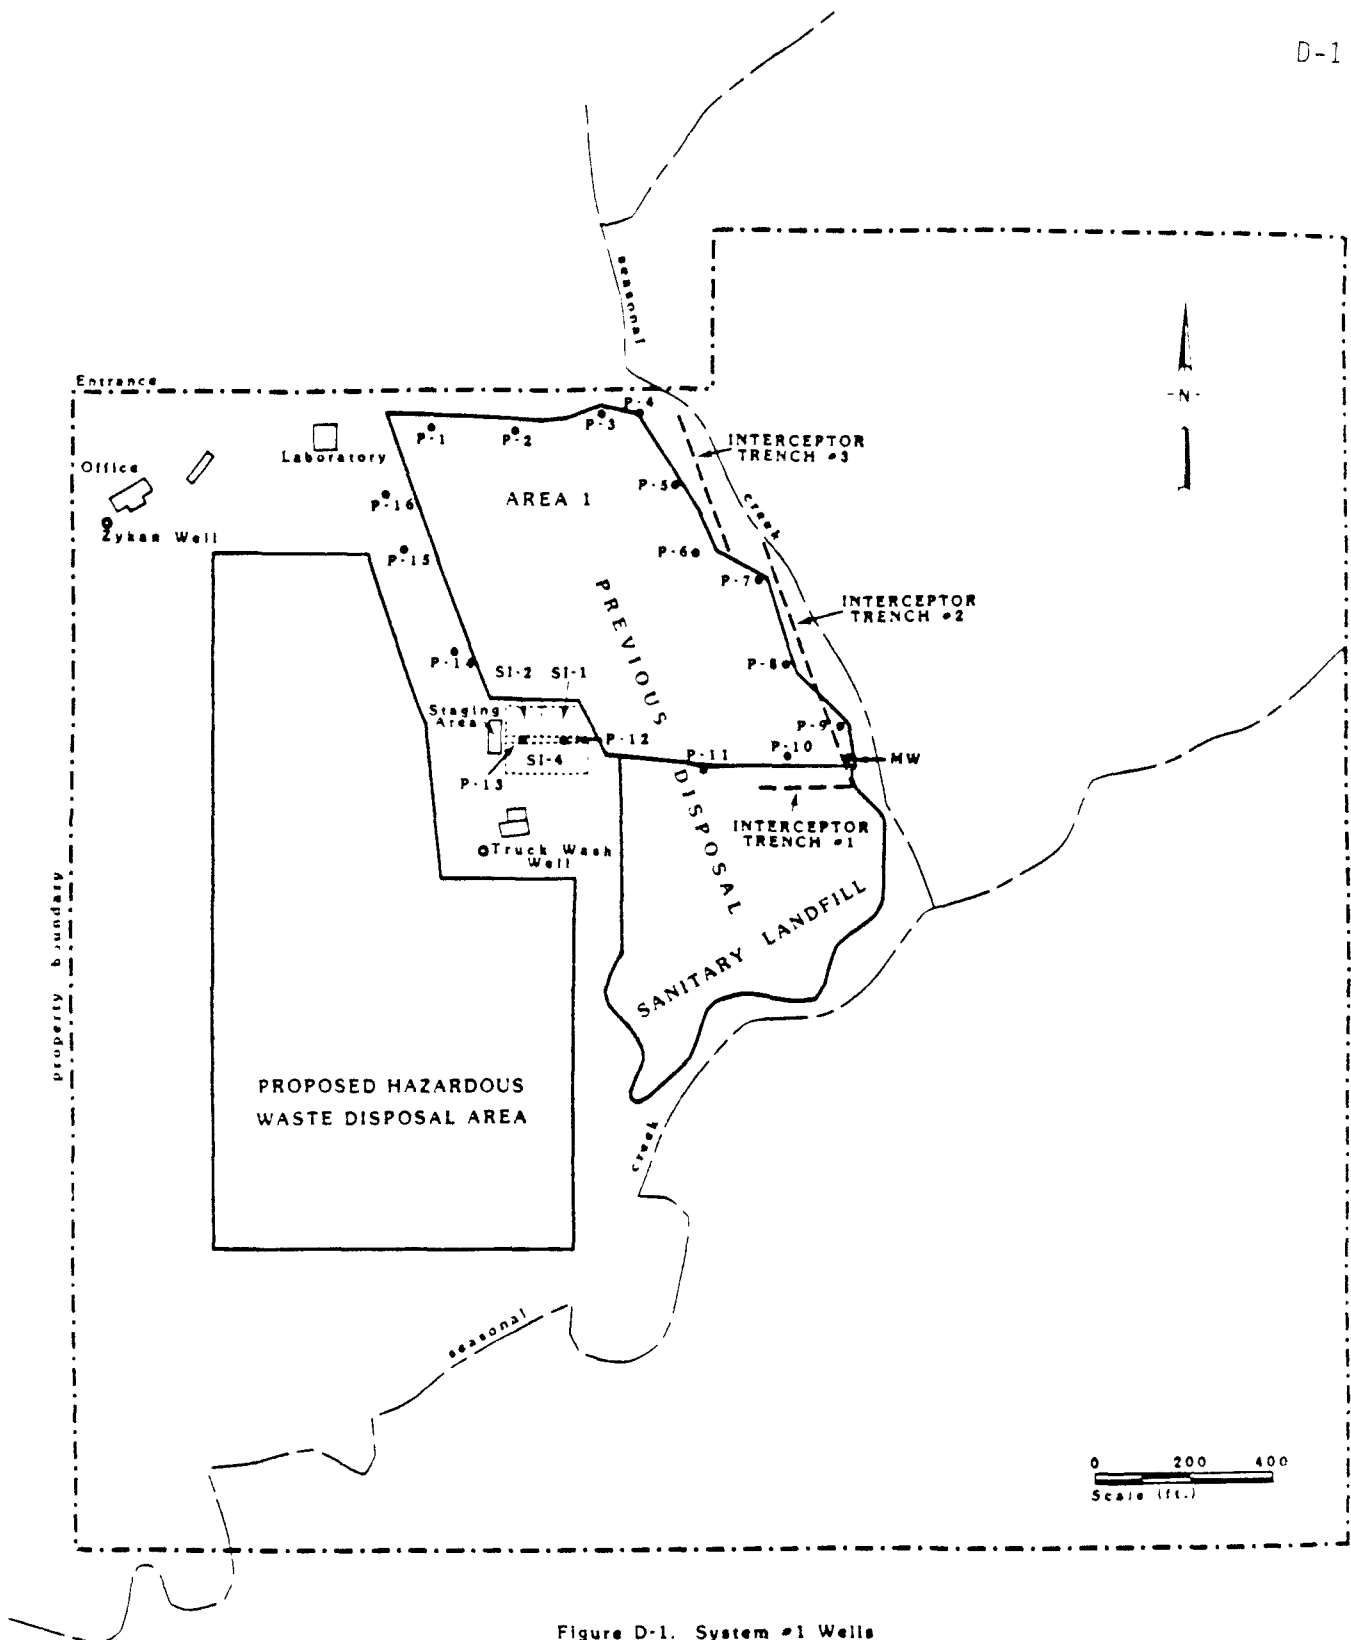 D-1
seasonal
Entrance
-N-
P-4
P-3
P-1
P-2
INTERCEPTOR
TRENCH #3
Laboratory
Office
P-5
AREA 1
P-16
creek
Zykan Well
P-15
P-6
P-7
PREVIOUS
INTERCEPTOR
TRENCH #2
P-14
SI-2
SI-1
P-8
Staging
Area
P-9
P-12
P-10
P-11
MW
SI-4
P-13
DISPOSAL
INTERCEPTOR
TRENCH #1
Truck Wash
Well
property boundary
SANITARY LANDFILL
PROPOSED HAZARDOUS
WASTE DISPOSAL AREA
creek
seasonal
0 200 400
Scale (ft.)
Figure D-1. System #1 Wells